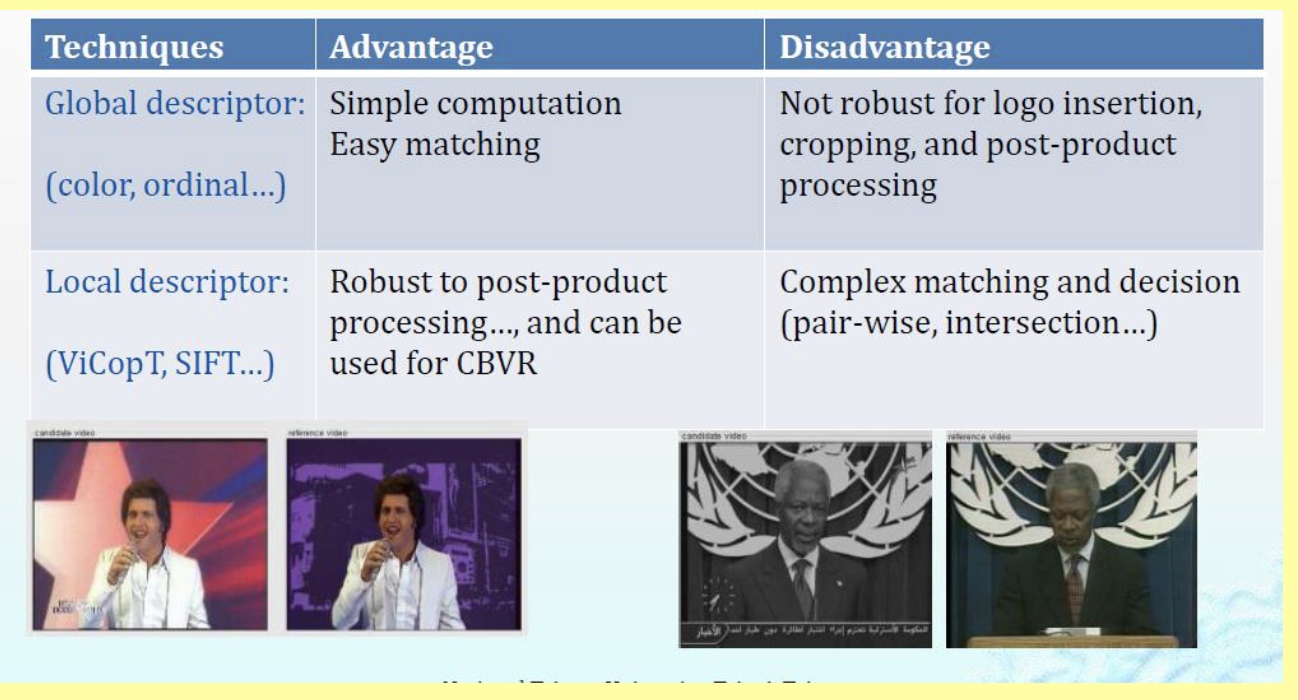 Techniques
Advantage
Disadvantage
Global descriptor:
(color, ordinal…)
Simple computation
Easy matching
Not robust for logo insertion,
cropping, and post-product
processing
Local descriptor:
(ViCopT, SIFT…)
Robust to post-product
processing…, and can be
used for CBVR
Complex matching and decision
(pair-wise, intersection…)
candidate video
reference video
candidate video
reference video
الأخبار